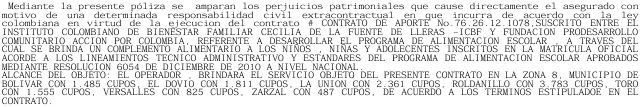 Mediante la presente póliza se amparan los perjuicios patrimoniales que cause directamente el asegurado con
motivo de una determinada responsabilidad civil extracontractual en que incurra de acuerdo con la ley
colombiana en virtud de la ejecucion del contrato # CONTRATO DE APORTE No.76.26.12.1078,SUSCRITO ENTRE EL
INSTITUTO COLOMBIANO DE BIENESTAR FAMILIAR CECILIA DE LA FUENTE DE LLERAS -ICBF Y FUNDACION PRODESARROLLO
COMUNITARIO ACCION POR COLOMBIA, REFERENTE A DESARROLLAR EL PROGRAMA DE ALIMENTACION ESCOLAR , A TRAVES DEL
CUAL SE BRINDA UN COMPLEMENTO ALIMENTARIO A LOS NIÑOS , NIÑAS Y ADOLECENTES INSCRITOS EN LA MATRICULA OFICIAL
ACORDE A LOS LINEAMIENTOS TECNICO ADMINISTRATIVO Y ESTANDARES DEL PROGRAMA DE ALIMENTACION ESCOLAR APROBADOS
MEDIANTE RESOLUCION 6054 DE DICIEMBRE DE 2010 A NIVEL NACIONAL.
ALCANCE DEL OBJETO: EL OPERADOR , BRINDARA EL SERVICIO OBJETO DEL PRESENTE CONTRATO EN LA ZONA 8, MUNICIPIO DE
BOLIVAR CON 1.485 CUPOS, EL DOVIO CON 1.811 CUPOS, LA UNION CON 2.361 CUPOS, ROLDANILLO CON 3.783 CUPOS, TORO
CON 1.555 CUPOS, VERSALLES CON 825 CUPOS, ZARZAL CON 487 CUPOS, DE ACUERDO A LOS TERMINOS ESTIPULADOE EN RO
CONTRATO.